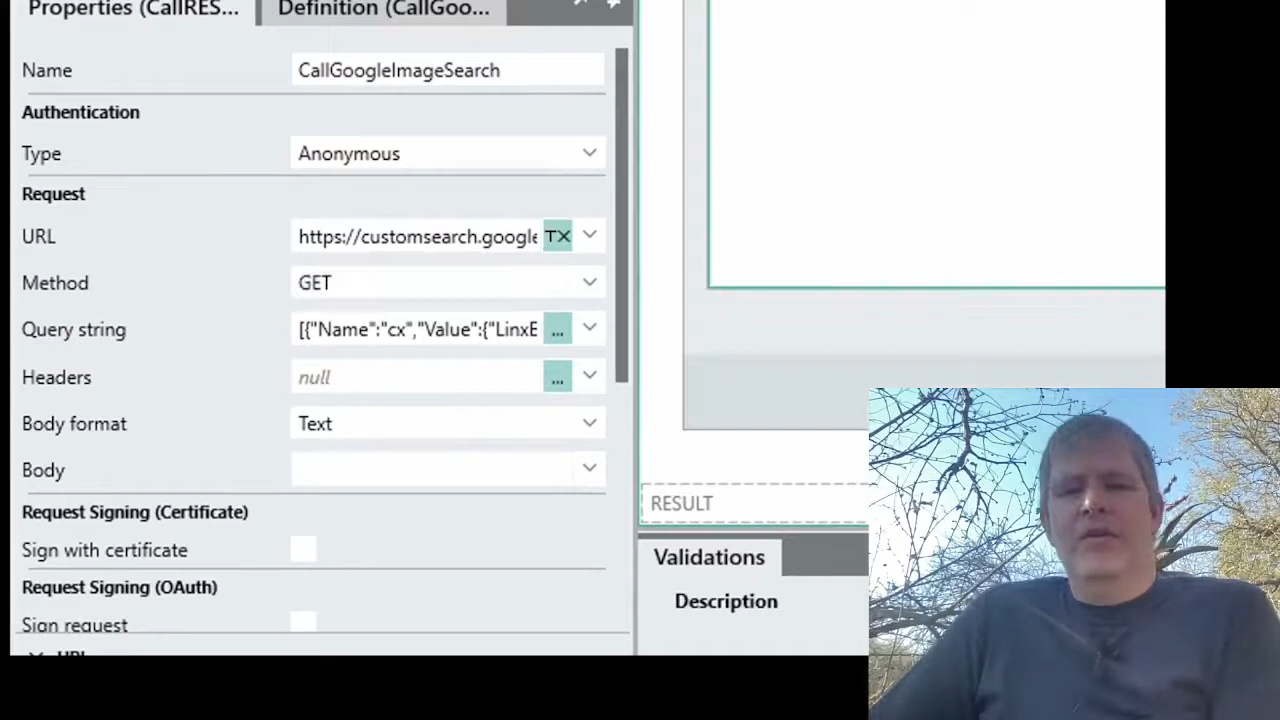 Properties (CallRES...
Definition (CallGoo...
Name
CallGoogleImageSearch
Authentication
Type
Anonymous
Request
URL
https://customsearch.google
TX
Method
GET
Query string
[{"Name":"cx","Value":{"LinxE
...
Headers
null
...
Body format
Text
Body
Request Signing (Certificate)
Sign with certificate
Request Signing (OAuth)
Sign request
URL
RESULT
Validations
Description